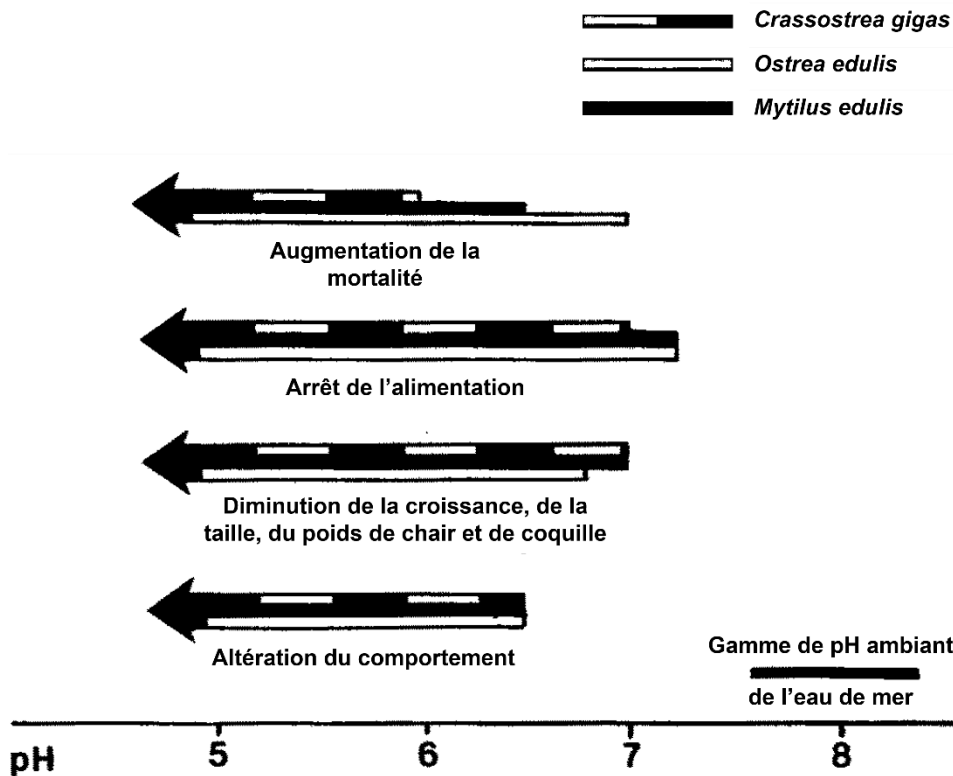 Crassostrea gigas
Ostrea edulis
Mytilus edulis
Augmentation de la
mortalité
Arrêt de l'alimentation
Diminution de la croissance, de la
taille, du poids de chair et de coquille
Altération du comportement
Gamme de pH ambiant
de l'eau de mer
pH 5 6 7 8